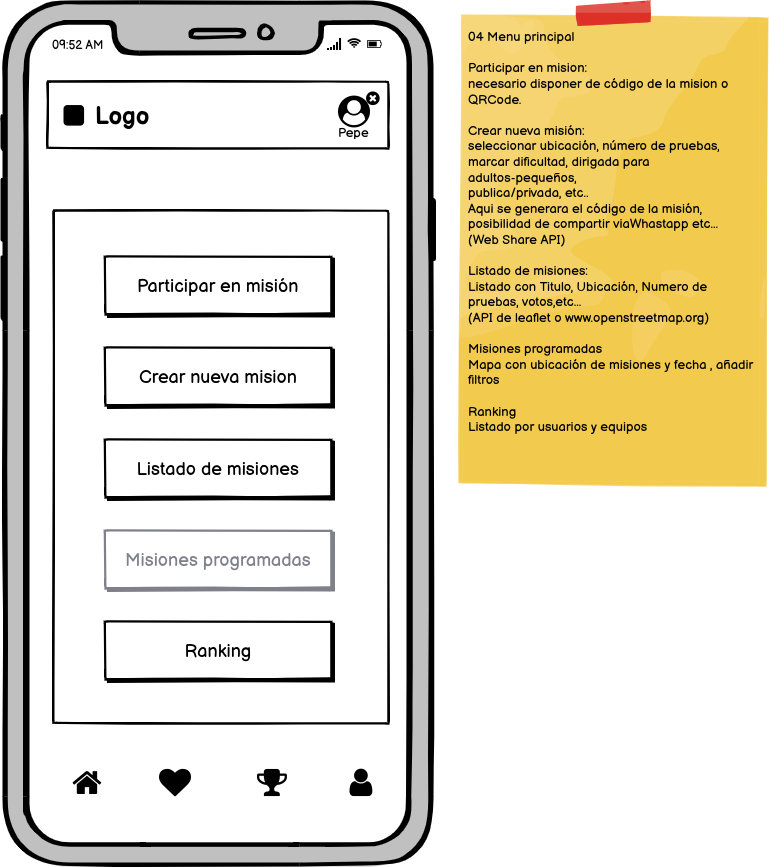 09:52 AM
Logo
Pepe
Participar en misión
Crear nueva mision
Listado de misiones
Misiones programadas
Ranking
04 Menu principal
Participar en mision:
necesario disponer de código de la mision o
QRCode.
Crear nueva misión:
seleccionar ubicación, número de pruebas,
marcar dificultad, dirigada para
adultos-pequeños,
publica/privada, etc..
Aqui se generara el código de la misión,
posibilidad de compartir viaWhastapp etc...
(Web Share API)
Listado de misiones:
Listado con Titulo, Ubicación, Numero de
pruebas, votos,etc...
(API de leaflet o www.openstreetmap.org)
Misiones programadas
Mapa con ubicación de misiones y fecha , añadir
filtros
Ranking
Listado por usuarios y equipos